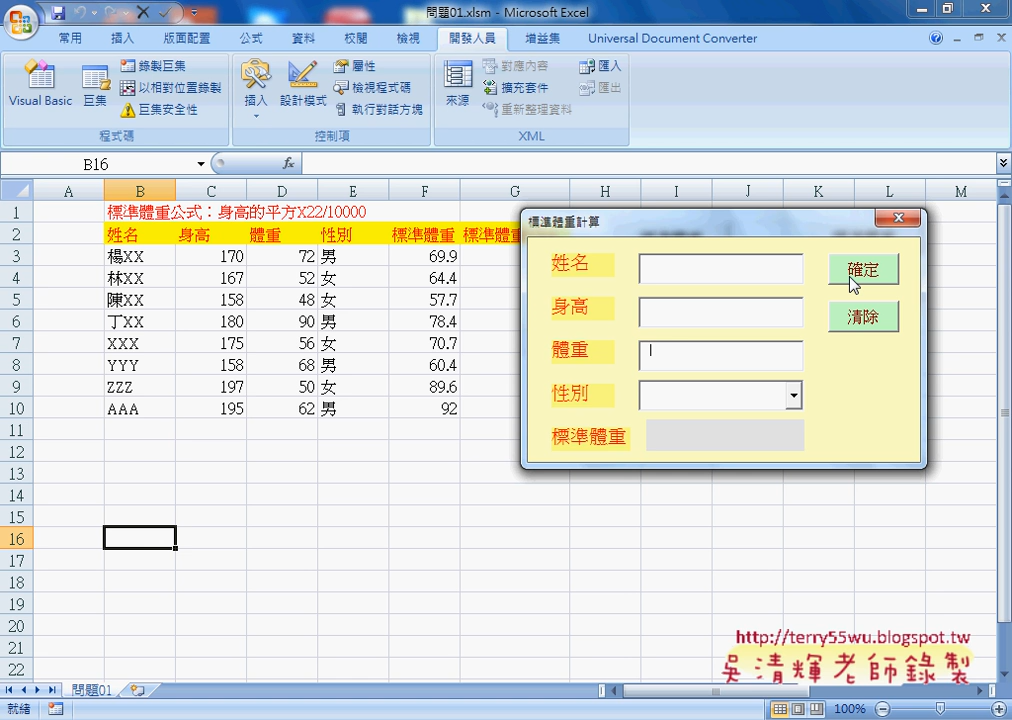 問題01.xlsm - Microsoft Excel
常用 插入 版面配置 公式 資料 校閱 檢視 開發人員 增益集 Universal Document Converter
Visual Basic 巨集 錄製巨集 以相對位置錄製 巨集安全性 程式碼
插入 設計模式 屬性 檢視程式碼 執行對話方塊 控制項
來源 對應內容 擴充套件 重新整理資料 匯入 匯出 XML
B16 fx
A B C D E F G H I J K L M
1 標準體重公式：身高的平方X22/10000
2 姓名 身高 體重 性別 標準體重
3 楊XX 170 72 男 69.9
4 林XX 167 52 女 64.4
5 陳XX 158 48 女 57.7
6 丁XX 180 90 男 78.4
7 XXX 175 56 女 70.7
8 YYY 158 68 男 60.4
9 ZZZ 197 50 女 89.6
10 AAA 195 62 男 92
11
12
13
14
15
16
17
18
19
20
21
22
標準體重計算
姓名 確定
身高 清除
體重
性別
標準體重
http://terry55wu.blogspot.tw
吳清輝老師錄製
問題01
就緒 100%